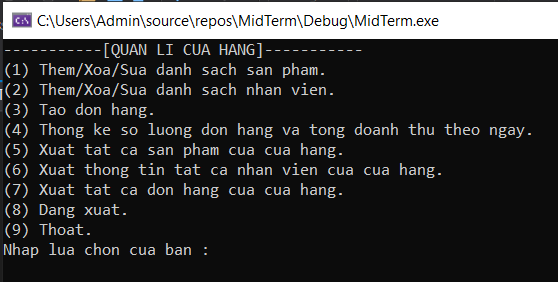 C:\Users\Admin\source\repos\MidTerm\Debug\MidTerm.exe
-----------[QUAN LI CUA HANG]-----------
(1) Them/Xoa/Sua danh sach san pham.
(2) Them/Xoa/Sua danh sach nhan vien.
(3) Tao don hang.
(4) Thong ke so luong don hang va tong doanh thu theo ngay.
(5) Xuat tat ca san pham cua cua hang.
(6) Xuat thong tin tat ca nhan vien cua cua hang.
(7) Xuat tat ca don hang cua cua hang.
(8) Dang xuat.
(9) Thoat.
Nhap lua chon cua ban :